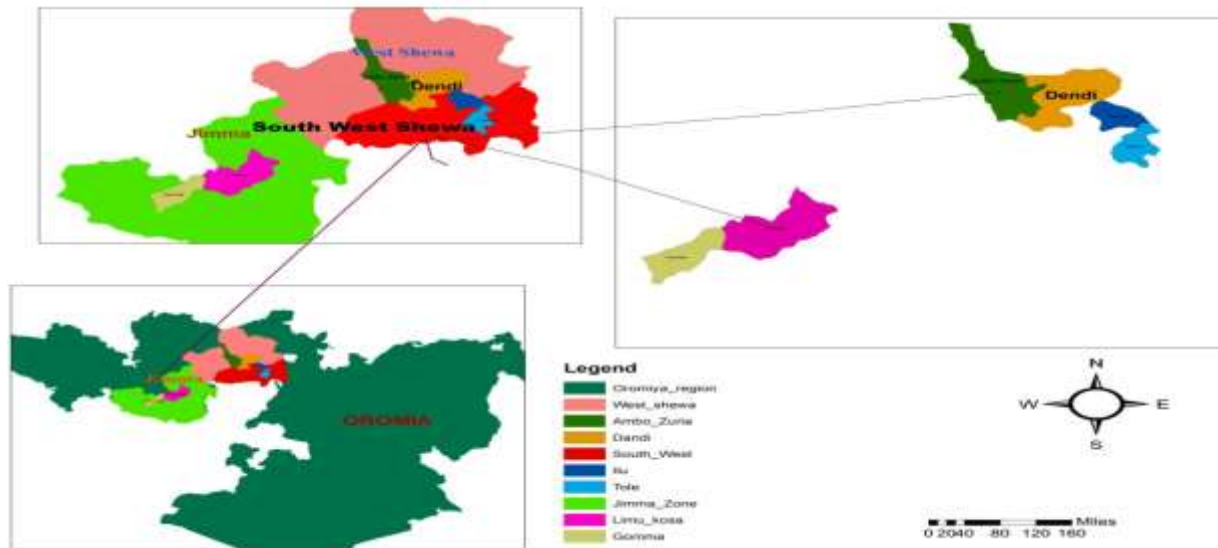 West Shewa
Dendi
South West Shewa
Jimma
Dendi
OROMIA
Legend
Oromiya_region
West_shewa
Ambo_Zuria
Dandi
South_West
Ilu
Tole
Jimma_Zone
Limu_kosa
Gomma
N
W
E
S
Miles
0 20 40 80 120 160